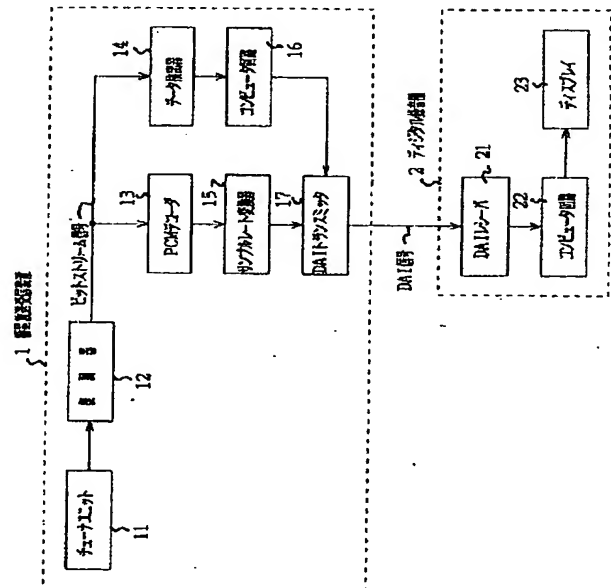 1 衛星放送受信装置
チューナユニット
11
復調器
12
ビットストリーム信号
PCMデコーダ
13
データ抽出器
14
サンプルレート変換器
15
コンピュータ回路
16
DAIトランスミッタ
17
DAI信号
2 ディジタル録音機
DAIレシーバ
21
コンピュータ回路
22
ディスプレイ
23